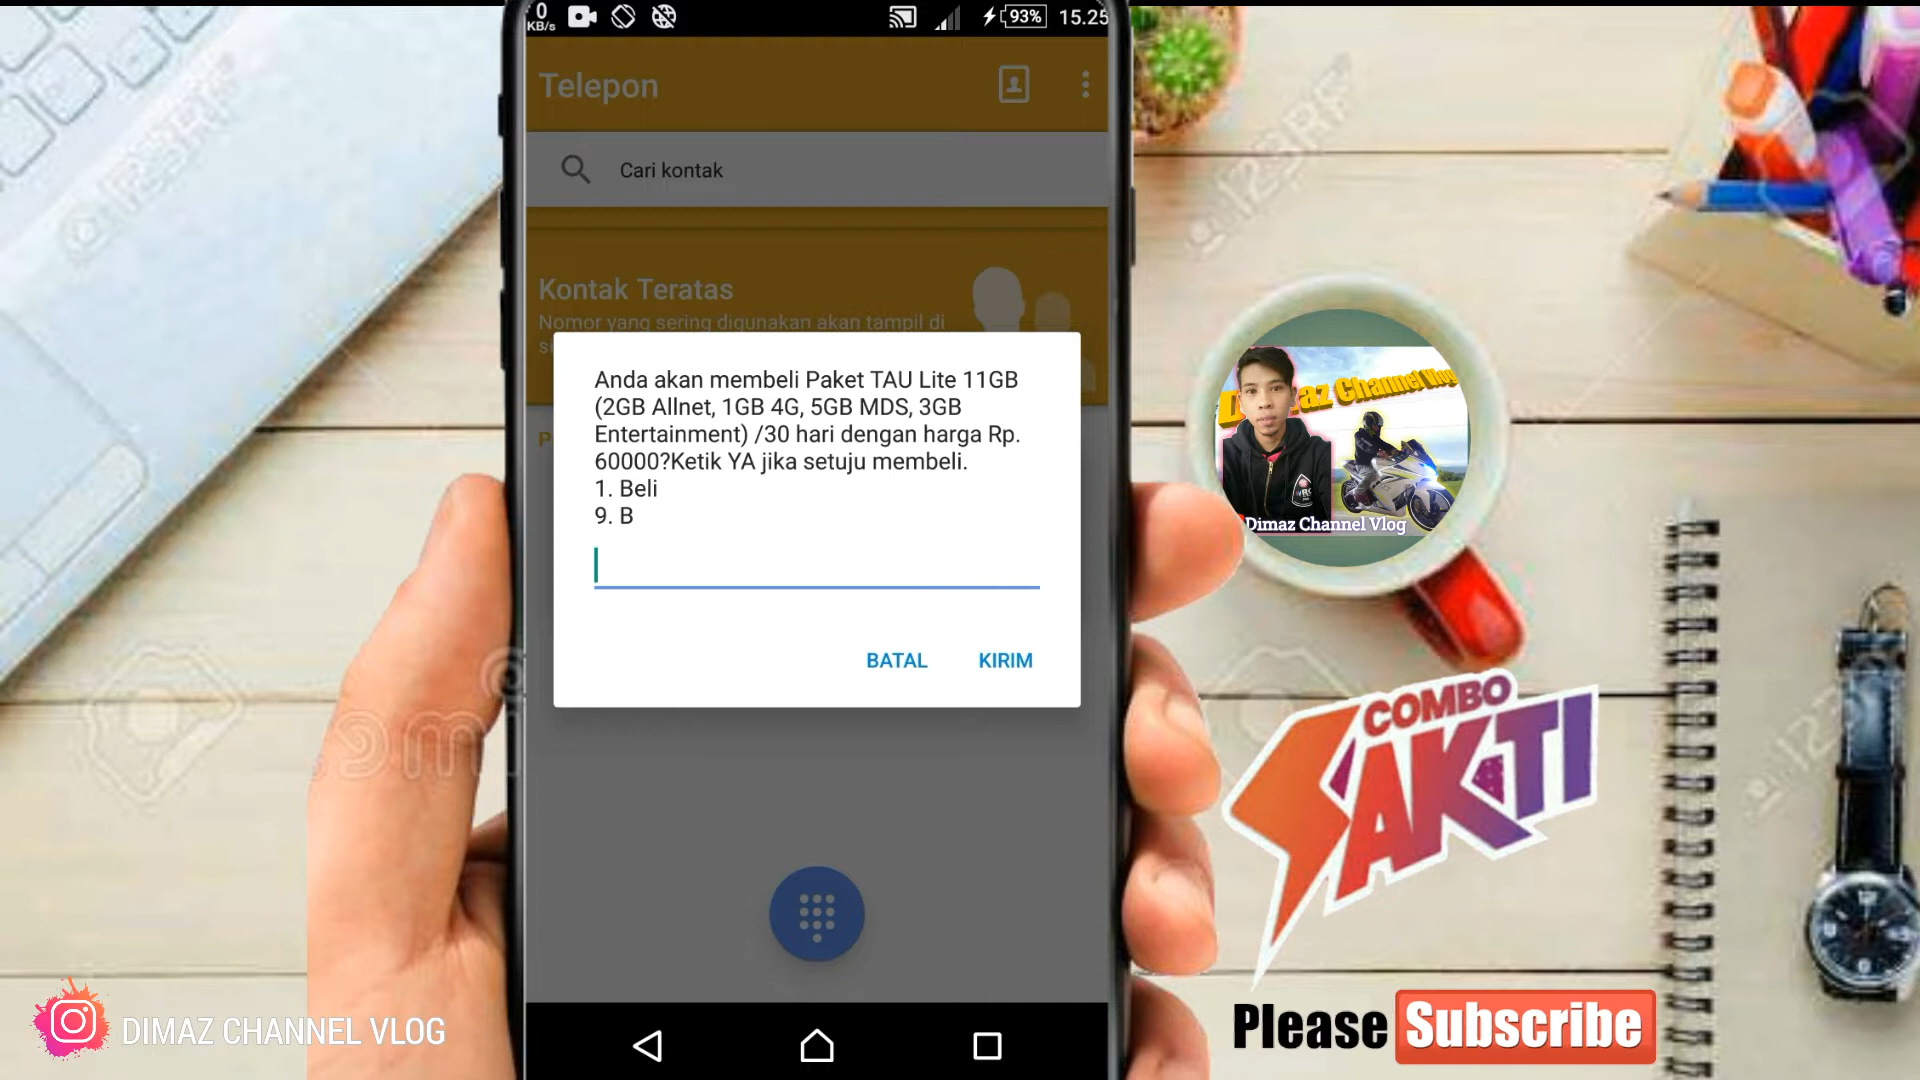 0
KB/s
93%
15.25
Telepon
Cari kontak
Kontak Teratas
Nomor yang sering digunakan akan tampil di
Anda akan membeli Paket TAU Lite 11GB
(2GB Allnet, 1GB 4G, 5GB MDS, 3GB
Entertainment) /30 hari dengan harga Rp.
60000?Ketik YA jika setuju membeli.
1. Beli
9. B
BATAL
KIRIM
Dimaz Channel Vlog
COMBO
SAKTI
Please Subscribe
DIMAZ CHANNEL VLOG
123RF